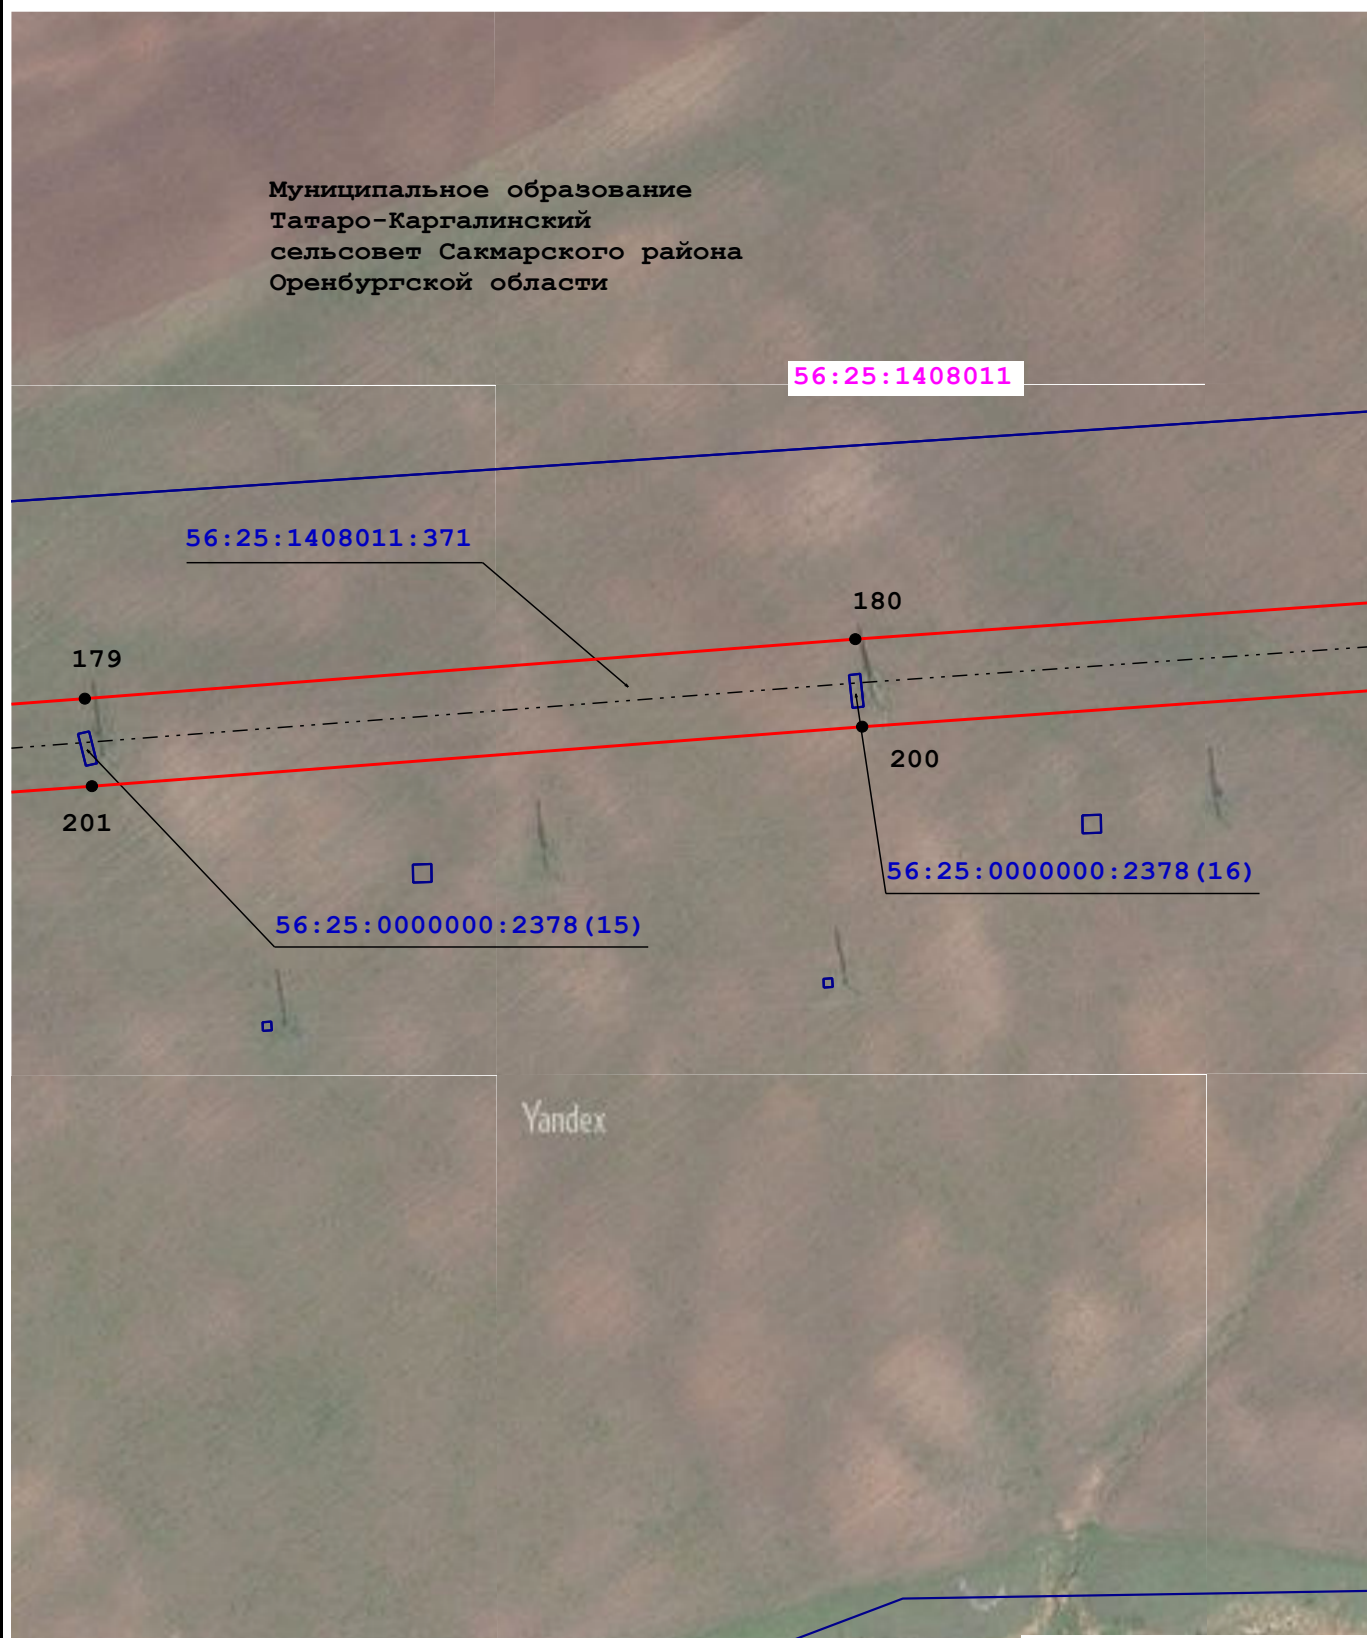 Муниципальное образование
Татаро-Каргалинский
сельсовет Сакмарского района
Оренбургской области
56:25:1408011
56:25:1408011:371
180
179
200
201
56:25:0000000:2378(16)
56:25:0000000:2378(15)
Yandex